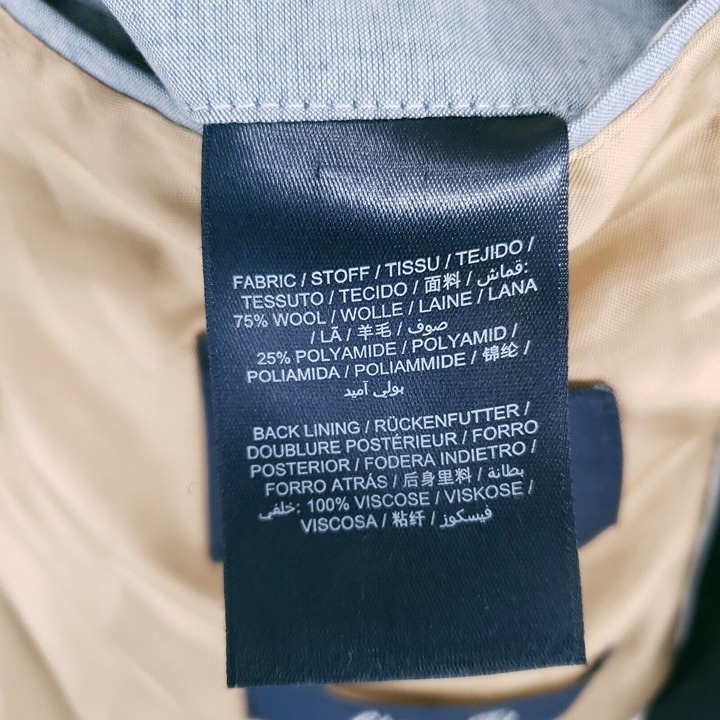 FABRIC / STOFF / TISSU / TEJIDO /
TESSUTO / TECIDO / 面料 / قماش:
75% WOOL / WOLLE / LAINE / LANA
/ LÃ / 羊毛 / صوف
25% POLYAMIDE / POLYAMID /
POLIAMIDA / POLIAMMIDE / 锦纶 /
بولي آميد
BACK LINING / RÜCKENFUTTER /
DOUBLURE POSTÉRIEUR / FORRO
POSTERIOR / FODERA INDIETRO /
FORRO ATRÁS / 后身里料 / بطانة
خلفي: 100% VISCOSE / VISKOSE /
VISCOSA / 粘纤 / فيسكوز